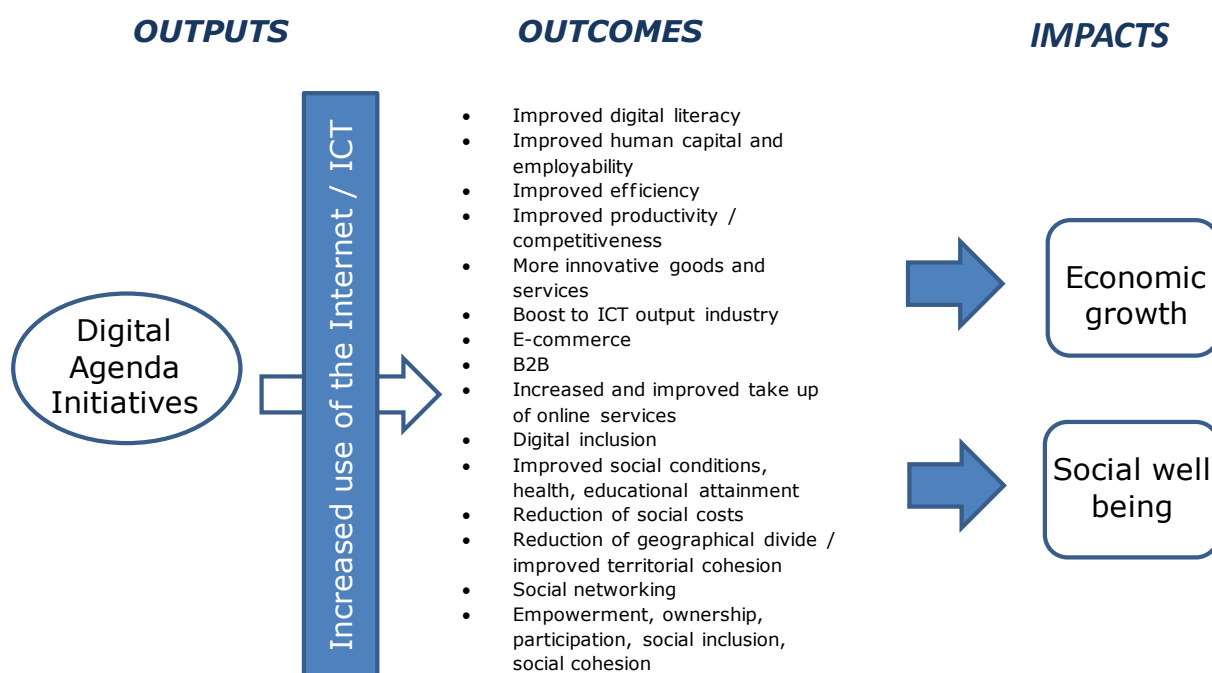 OUTPUTS
OUTCOMES
IMPACTS
Digital
Agenda
Initiatives
Increased use of the Internet / ICT
• Improved digital literacy
• Improved human capital and
employability
• Improved efficiency
• Improved productivity /
competitiveness
• More innovative goods and
services
• Boost to ICT output industry
• E-commerce
• B2B
• Increased and improved take up
of online services
• Digital inclusion
• Improved social conditions,
health, educational attainment
• Reduction of social costs
• Reduction of geographical divide /
improved territorial cohesion
• Social networking
• Empowerment, ownership,
participation, social inclusion,
social cohesion
Economic
growth
Social well
being